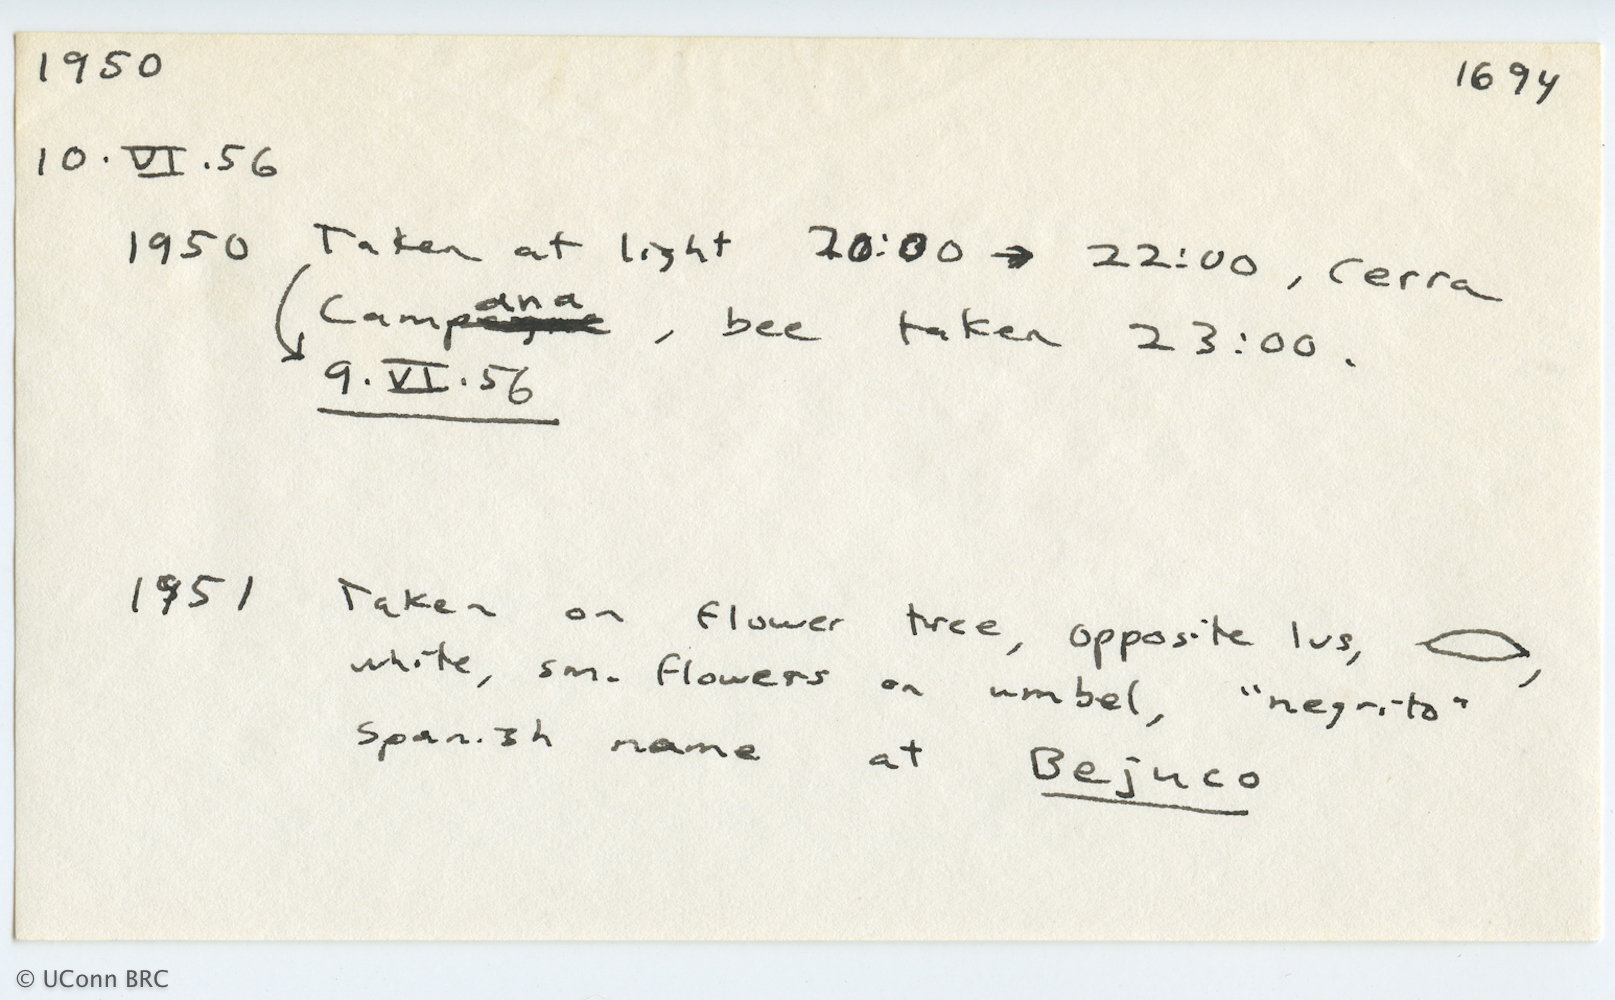 1950 1694
10.VI.56
1950 Taken at light 20:00 → 22:00, Cerra
Campana, bee taken 23:00.
9.VI.56
1951 Taken on flower tree, opposite lvs,
white, sm. flowers on umbel, "negrito"
Spanish name at Bejuco
© UConn BRC